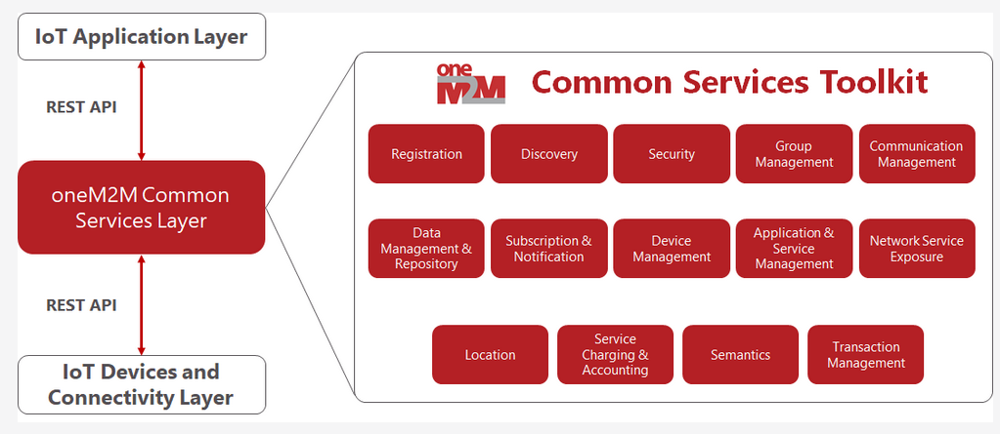 IoT Application Layer
REST API
oneM2M Common
Services Layer
REST API
IoT Devices and
Connectivity Layer
one
M2M
Common Services Toolkit
Registration
Discovery
Security
Group
Management
Communication
Management
Data
Management &
Repository
Subscription &
Notification
Device
Management
Application &
Service
Management
Network Service
Exposure
Location
Service
Charging &
Accounting
Semantics
Transaction
Management